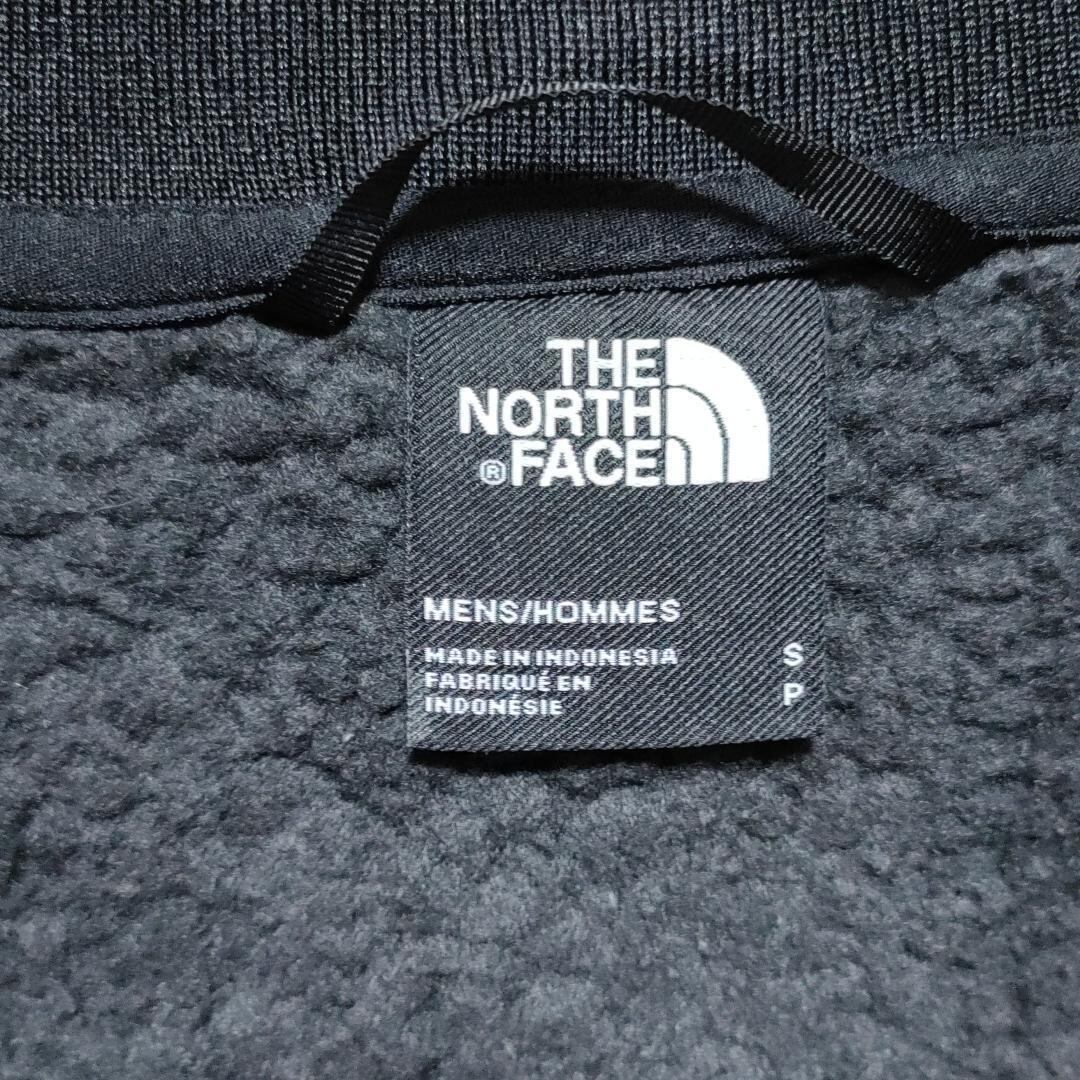 THE
NORTH
® FACE
MENS/HOMMES
MADE IN INDONESIA S
FABRIQUÉ EN P
INDONÉSIE